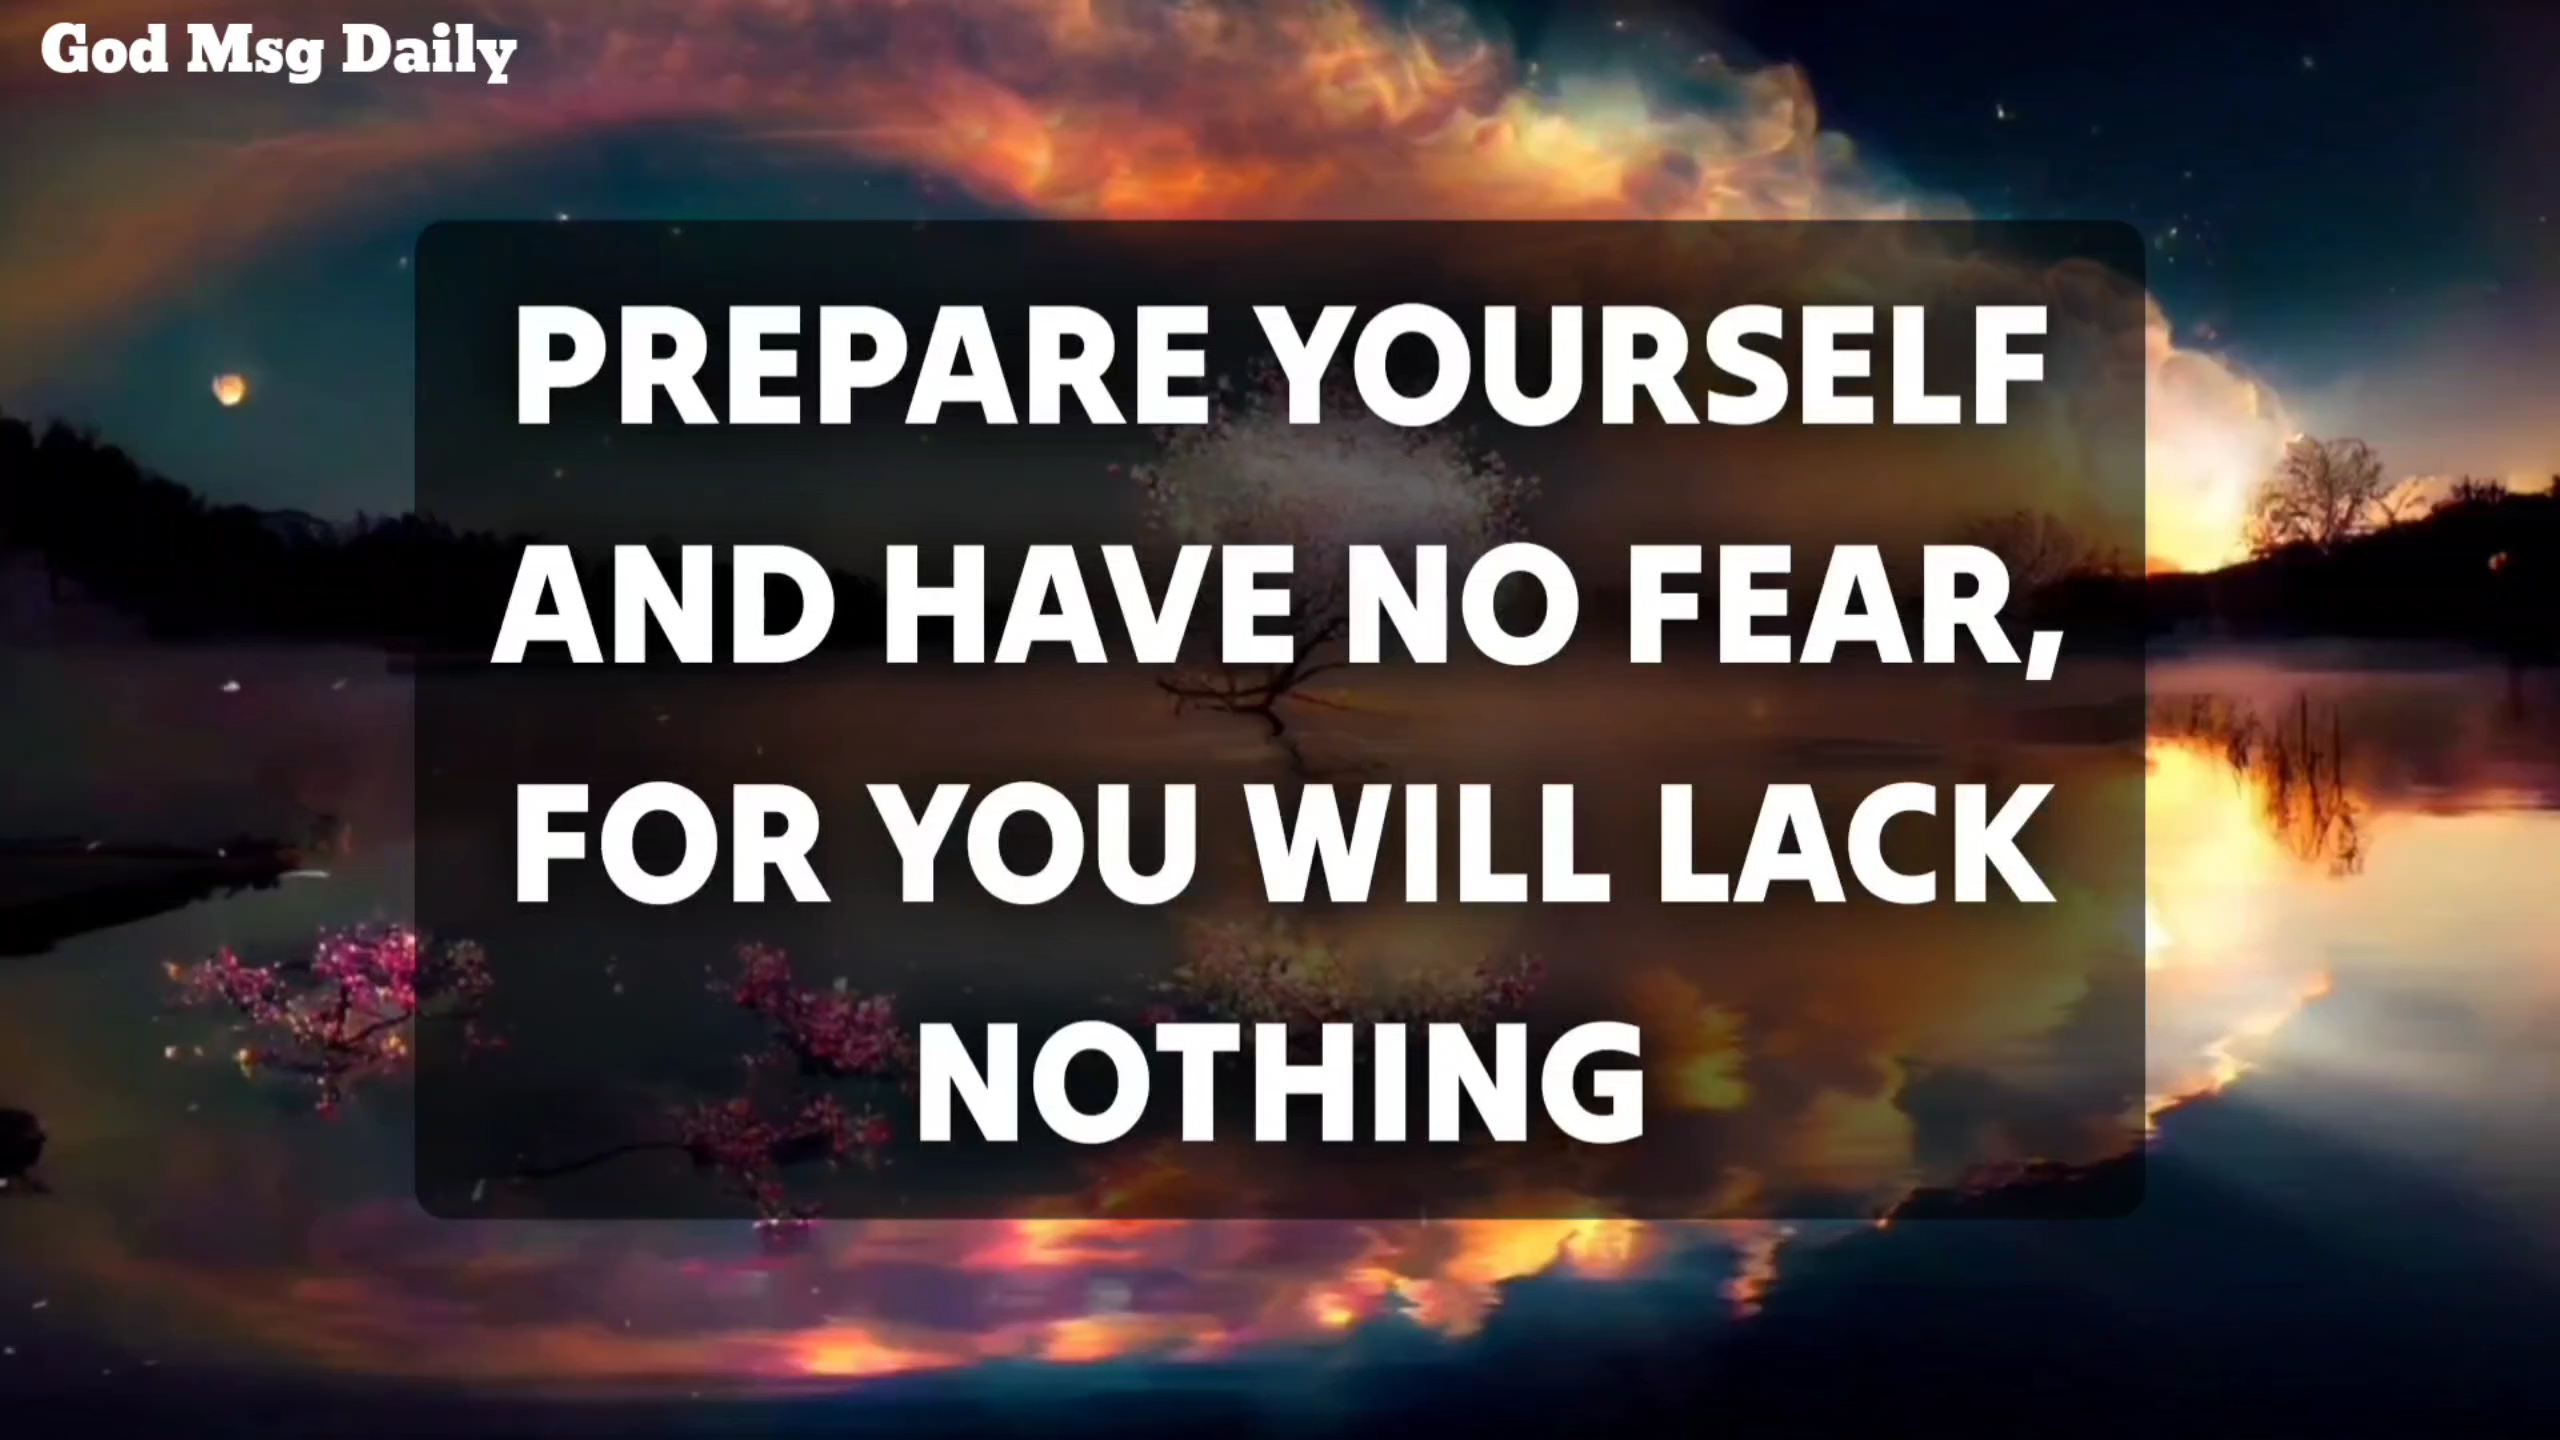 God Msg Daily
PREPARE YOURSELF
AND HAVE NO FEAR,
FOR YOU WILL LACK
NOTHING